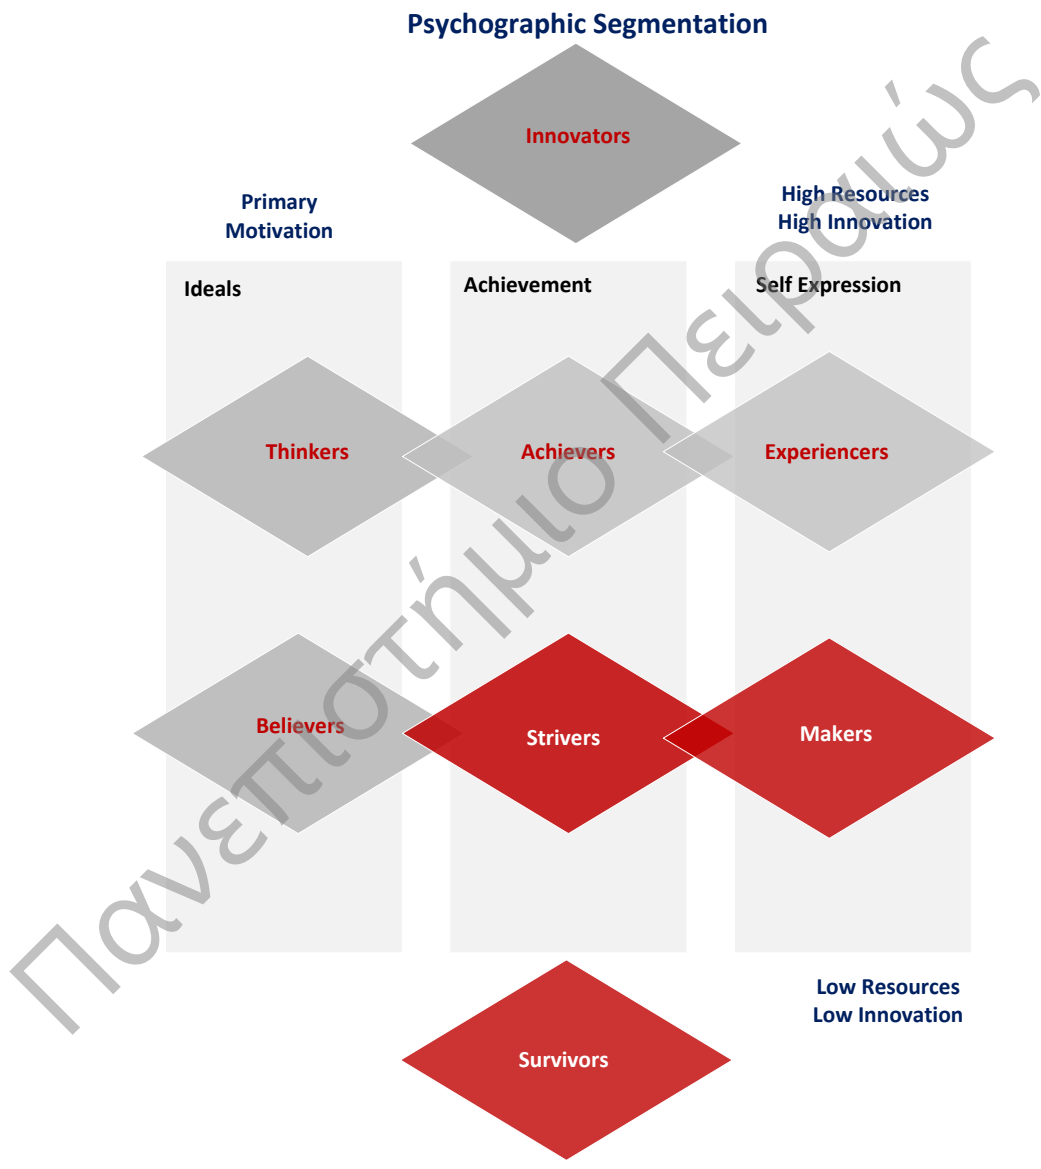 Psychographic Segmentation
Innovators
Primary
Motivation
High Resources
High Innovation
Ideals
Achievement
Self Expression
Thinkers
Achievers
Experiencers
Believers
Strivers
Makers
Low Resources
Low Innovation
Survivors
Πανεπιστήμιο Πειραιώς